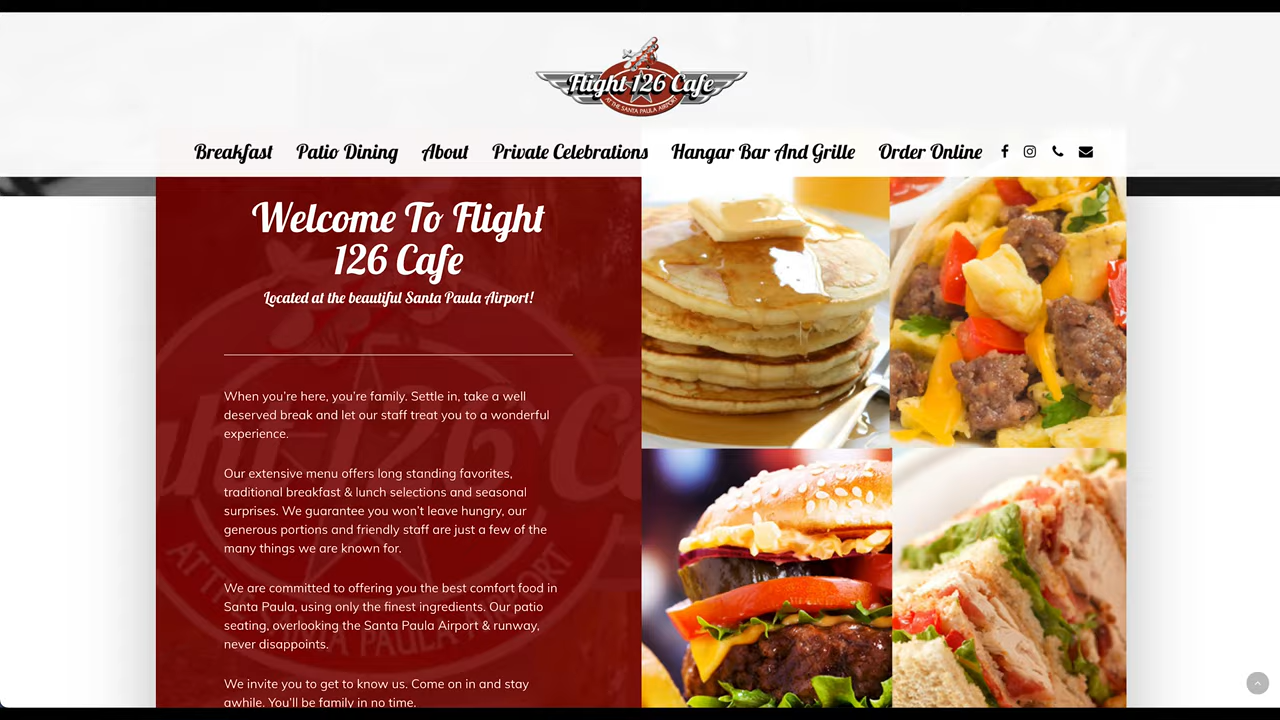 Flight 126 Cafe
AT THE SANTA PAULA AIRPORT
Breakfast Patio Dining About Private Celebrations Hangar Bar And Grille Order Online
Welcome To Flight
126 Cafe
Located at the beautiful Santa Paula Airport!
When you’re here, you’re family. Settle in, take a well
deserved break and let our staff treat you to a wonderful
experience.
Our extensive menu offers long standing favorites,
traditional breakfast & lunch selections and seasonal
surprises. We guarantee you won’t leave hungry, our
generous portions and friendly staff are just a few of the
many things we are known for.
We are committed to offering you the best comfort food in
Santa Paula, using only the finest ingredients. Our patio
seating, overlooking the Santa Paula Airport & runway,
never disappoints.
We invite you to get to know us. Come on in and stay
awhile. You’ll be family in no time.